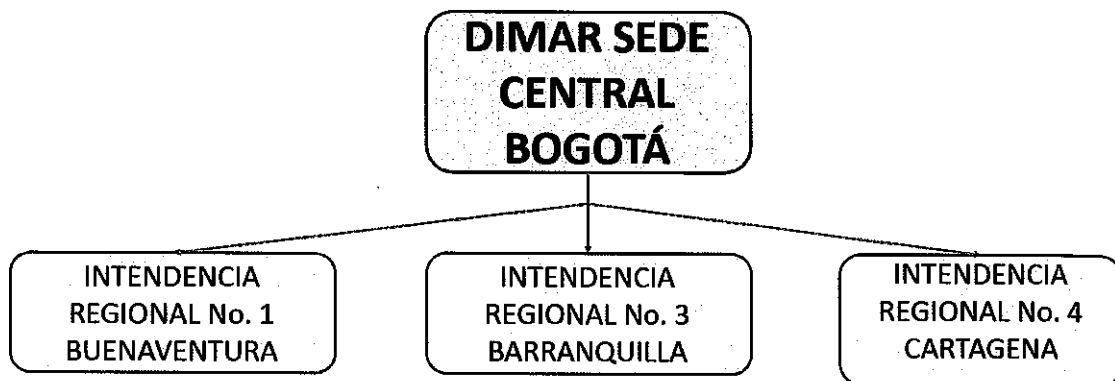 DIMAR SEDE
CENTRAL
BOGOTÁ
INTENDENCIA
REGIONAL No. 1
BUENAVENTURA
INTENDENCIA
REGIONAL No. 3
BARRANQUILLA
INTENDENCIA
REGIONAL No. 4
CARTAGENA